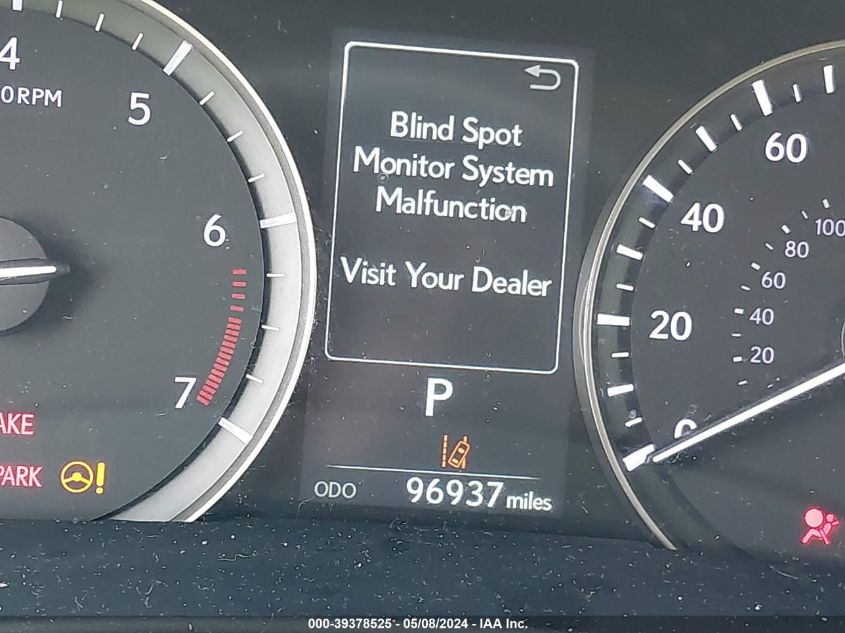 4
5
0RPM
6
7
AKE
PARK
!
Blind Spot
Monitor System
Malfunction
Visit Your Dealer
P
ODO 96937 miles
60
40
20
0
100
80
60
40
20
000-39378525 - 05/08/2024 - IAA Inc.